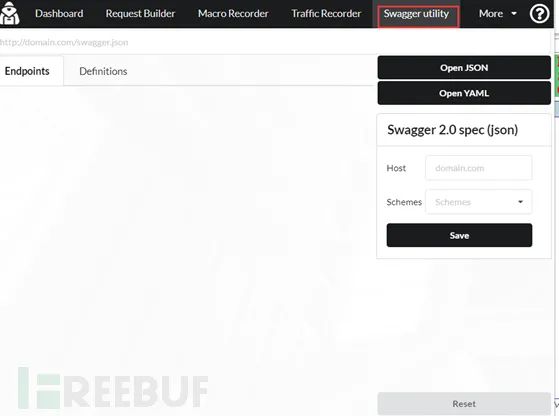 Dashboard Request Builder Macro Recorder Traffic Recorder Swagger utility More ?
http://domain.com/swagger.json
Endpoints Definitions
Open JSON
Open YAML
Swagger 2.0 spec (json)
Host domain.com
Schemes Schemes
Save
Reset
FREEBUF